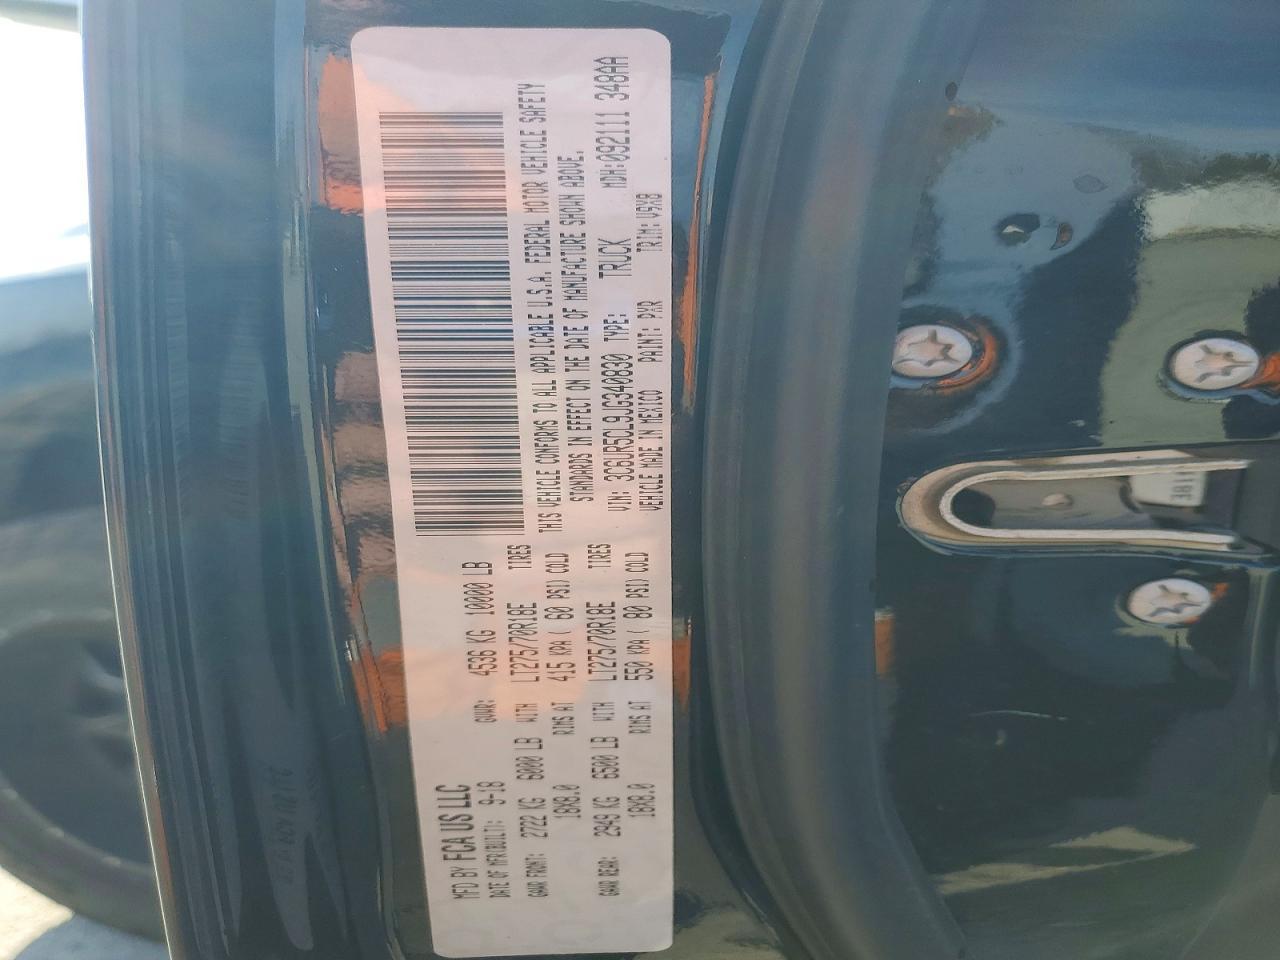 MFD BY FCA US LLC
DATE OF MFR(BUILT): 9-18 GVWR: 4536 KG 10000 LB
GAWR FRONT: 2722 KG 6000 LB WITH LT275/70R18E TIRES
18X8.0 RIMS AT 415 KPA ( 60 PSI) COLD
GAWR REAR: 2949 KG 6500 LB WITH LT275/70R18E TIRES
18X8.0 RIMS AT 550 KPA ( 80 PSI) COLD
THIS VEHICLE CONFORMS TO ALL APPLICABLE U.S.A. FEDERAL MOTOR VEHICLE SAFETY
STANDARDS IN EFFECT ON THE DATE OF MANUFACTURE SHOWN ABOVE.
VIN: 3C6UR5CL9JG340830 TYPE: TRUCK MDH:092111 348AA
VEHICLE MADE IN MEXICO PAINT: PXR TRIM: V9X8